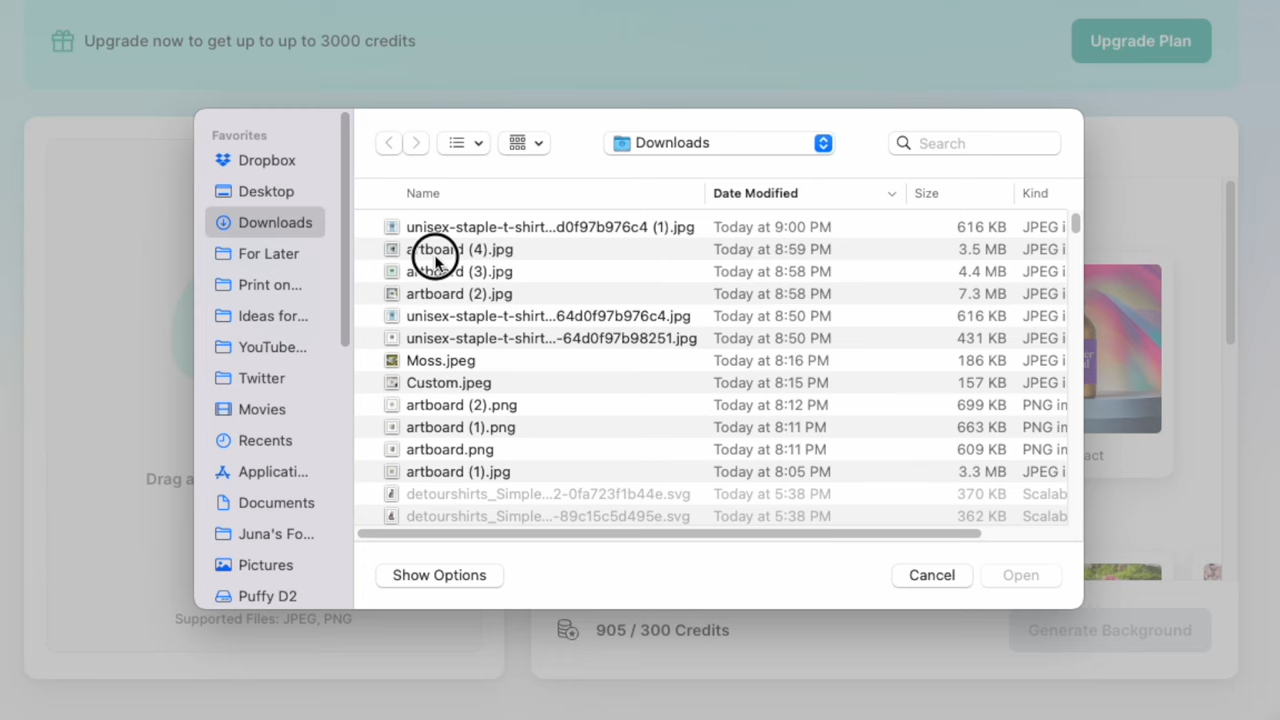 Upgrade now to get up to up to 3000 credits
Upgrade Plan
Favorites
Dropbox
Desktop
Downloads
For Later
Print on...
Ideas for...
YouTube...
Twitter
Movies
Recents
Applicati...
Documents
Juna's Fo...
Pictures
Puffy D2
Downloads
Search
Name Date Modified Size Kind
unisex-staple-t-shirt...d0f97b976c4 (1).jpg Today at 9:00 PM 616 KB JPEG i
artboard (4).jpg Today at 8:59 PM 3.5 MB JPEG i
artboard (3).jpg Today at 8:58 PM 4.4 MB JPEG i
artboard (2).jpg Today at 8:58 PM 7.3 MB JPEG i
unisex-staple-t-shirt...64d0f97b976c4.jpg Today at 8:50 PM 616 KB JPEG i
unisex-staple-t-shirt...-64d0f97b98251.jpg Today at 8:50 PM 431 KB JPEG i
Moss.jpeg Today at 8:16 PM 186 KB JPEG i
Custom.jpeg Today at 8:15 PM 157 KB JPEG i
artboard (2).png Today at 8:12 PM 699 KB PNG in
artboard (1).png Today at 8:11 PM 663 KB PNG in
artboard.png Today at 8:11 PM 609 KB PNG in
artboard (1).jpg Today at 8:05 PM 3.3 MB JPEG i
detourshirts_Simple...2-0fa723f1b44e.svg Today at 5:38 PM 370 KB Scalab
detourshirts_Simple...-89c15c5d495e.svg Today at 5:38 PM 362 KB Scalab
Show Options
Cancel
Open
Drag a
act
Supported Files: JPEG, PNG
905 / 300 Credits
Generate Background